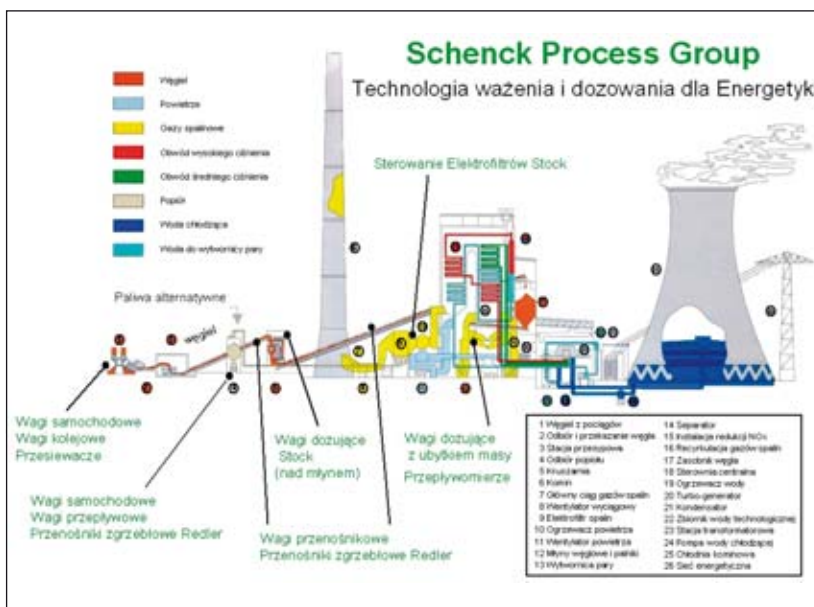 Schenck Process Group
Technologia ważenia i dozowania dla Energetyk
Węgiel
Powietrze
Gazy spalinowe
Obwód wysokiego ciśnienia
Obwód średniego ciśnienia
Popiół
Woda chłodząca
Woda do wytwornicy pary
Sterowanie Elektrofiltrów Stock
Paliwa alternatywne
węgiel
Wagi samochodowe
Wagi kolejowe
Przesiewacze
Wagi dozujące
Stock
(nad młynem)
Wagi dozujące
z ubytkiem masy
Przepływomierze
Wagi samochodowe
Wagi przepływowe
Przenośniki zgrzebłowe Redler
Wagi przenośnikowe
Przenośniki zgrzebłowe Redler
1 Węgiel z pociągów
2 Odbiór i przekazanie węgla
3 Stacja przesypowa
4 Odbiór popiołu
5 Kruszarnia
6 Komin
7 Główny ciąg gazów spalin
8 Wentylator wyciągowy
9 Elektrofiltr spalin
10 Ogrzewacz powietrza
11 Wentylator powietrza
12 Młyny węglowe i palniki
13 Wytwornica pary
14 Separator
15 Instalacja redukcji NOx
16 Recyrkulacja gazów spalin
17 Zasobnik węgla
18 Sterownia centralna
19 Ogrzewacz wody
20 Turbo-generator
21 Kondensator
22 Zbiornik wody technologicznej
23 Stacja transformatorowa
24 Pompa wody chłodzącej
25 Chłodnia kominowa
26 Sieć energetyczna